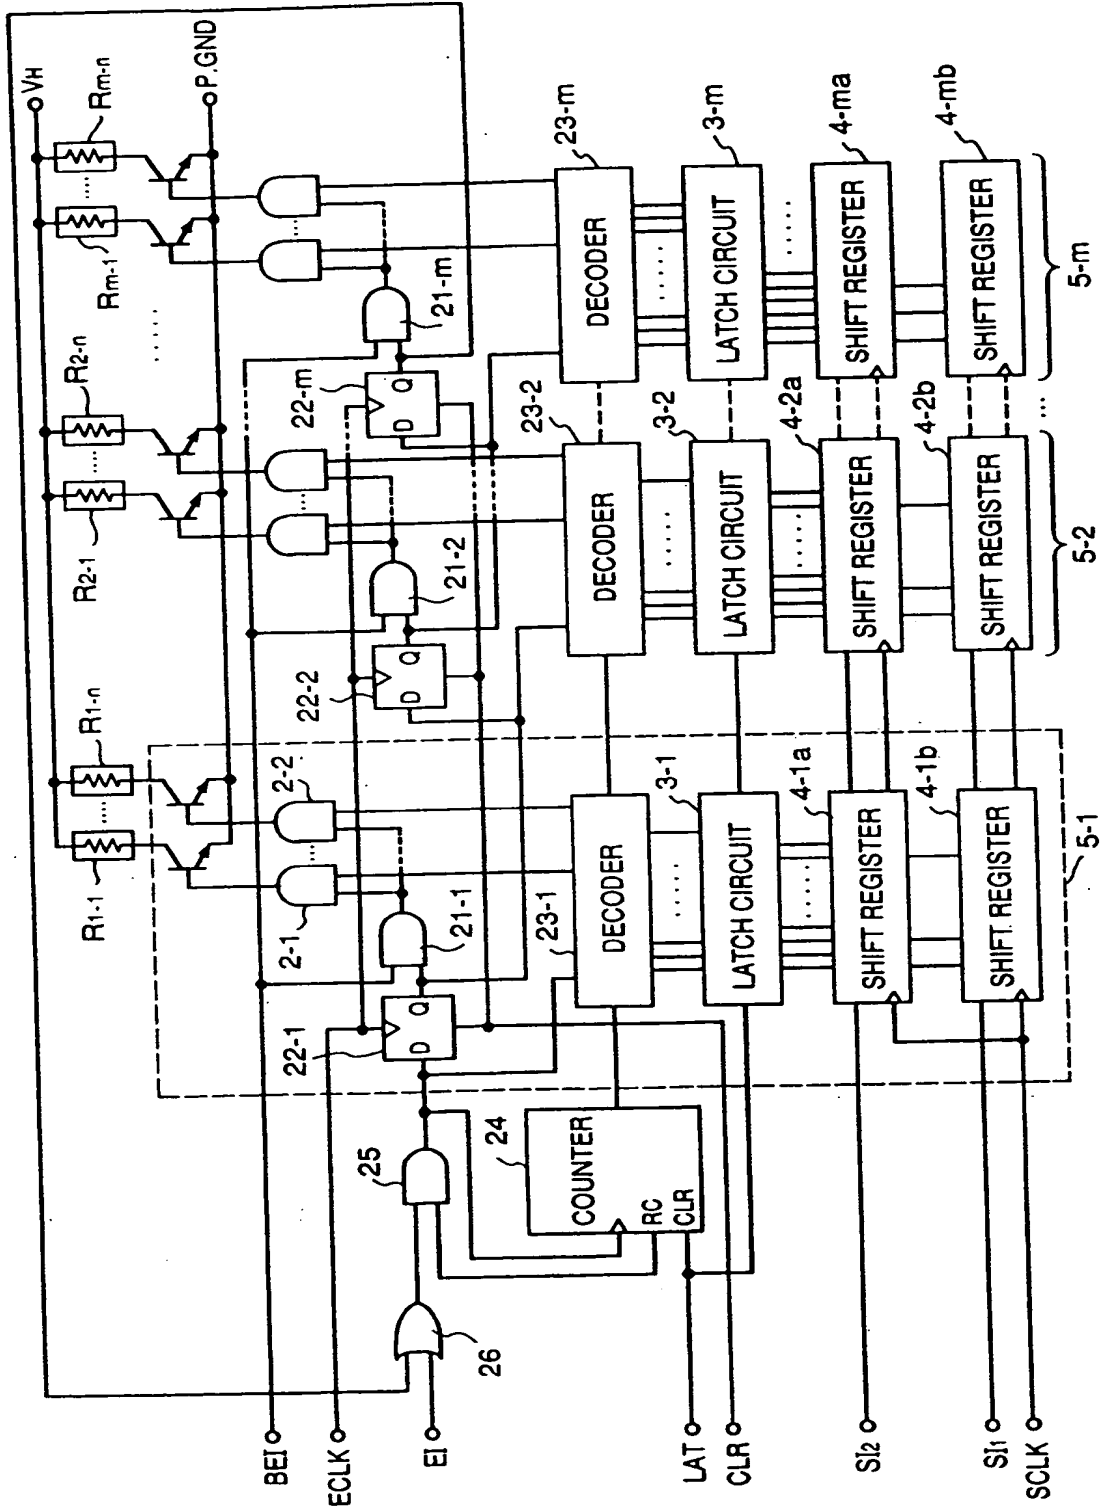 VH
P.GND
R1-1
R1-n
R2-1
R2-n
Rm-1
Rm-n
.....
2-1
2-2
21-1
21-2
21-m
22-1
22-2
22-m
D Q
D Q
D Q
BEI
ECLK
EI
26
25
24
COUNTER
RC
CLR
23-1
DECODER
23-2
DECODER
23-m
DECODER
LAT
CLR
3-1
LATCH CIRCUIT
3-2
LATCH CIRCUIT
3-m
LATCH CIRCUIT
SI2
4-1a
SHIFT REGISTER
4-2a
SHIFT REGISTER
4-ma
SHIFT REGISTER
SI1
SCLK
4-1b
SHIFT. REGISTER
4-2b
SHIFT REGISTER
4-mb
SHIFT REGISTER
5-1
5-2
...
5-m